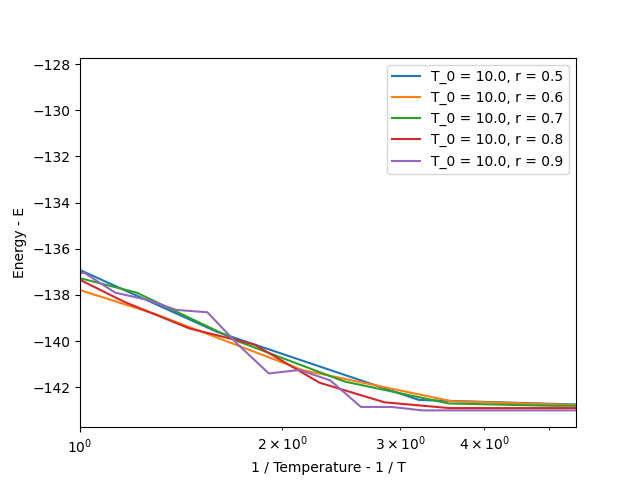 T_0 = 10.0, r = 0.5
T_0 = 10.0, r = 0.6
T_0 = 10.0, r = 0.7
T_0 = 10.0, r = 0.8
T_0 = 10.0, r = 0.9
Energy - E
−128
−130
−132
−134
−136
−138
−140
−142
10⁰
2 × 10⁰
3 × 10⁰
4 × 10⁰
1 / Temperature - 1 / T